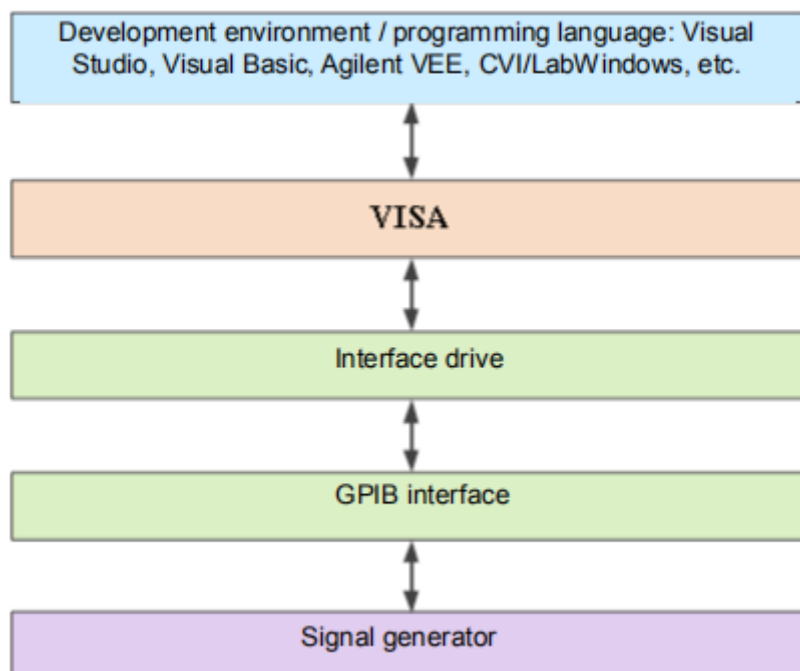 Development environment / programming language: Visual
Studio, Visual Basic, Agilent VEE, CVI/LabWindows, etc.
VISA
Interface drive
GPIB interface
Signal generator